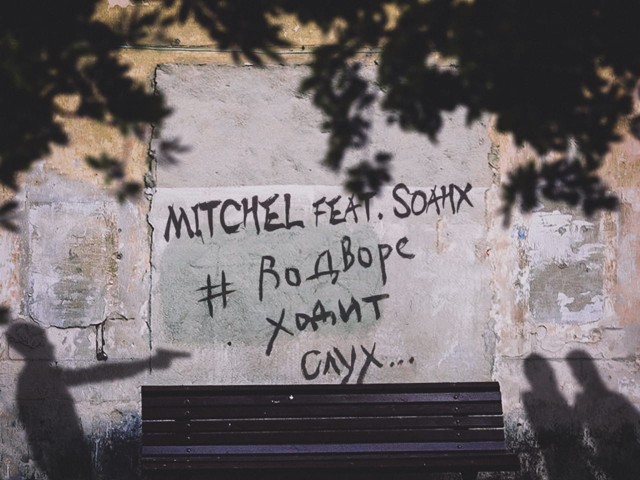 MITCHEL FEAT. SOAHX
# ВО ДВОРЕ
ХОДИТ
СЛУХ...